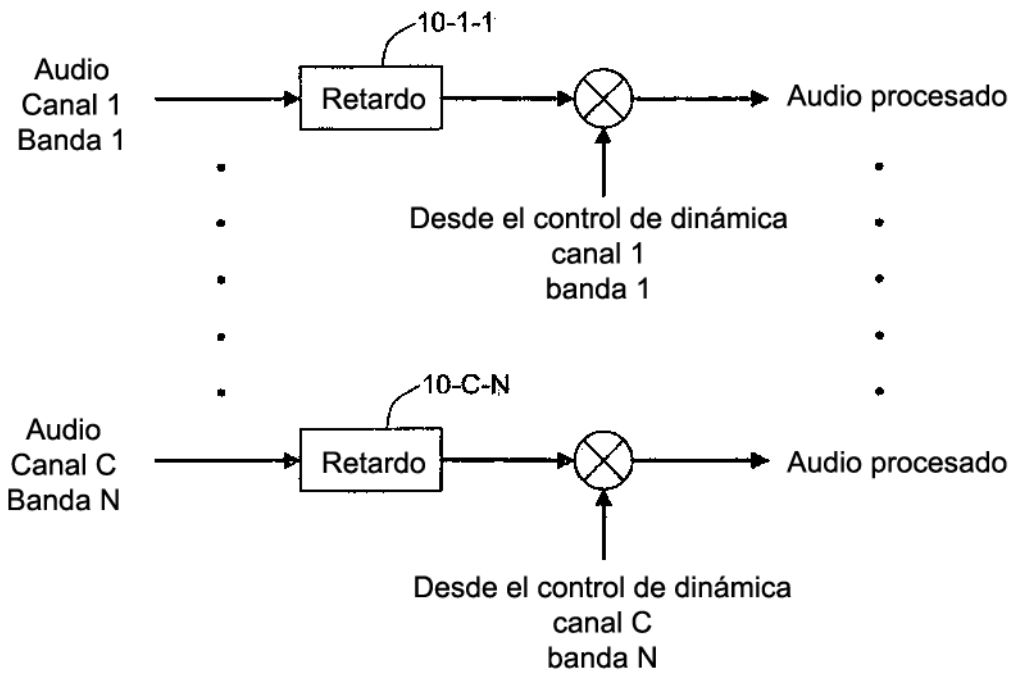 10-1-1
Audio
Canal 1
Banda 1
Retardo
Audio procesado
Desde el control de dinámica
canal 1
banda 1
10-C-N
Audio
Canal C
Banda N
Retardo
Audio procesado
Desde el control de dinámica
canal C
banda N